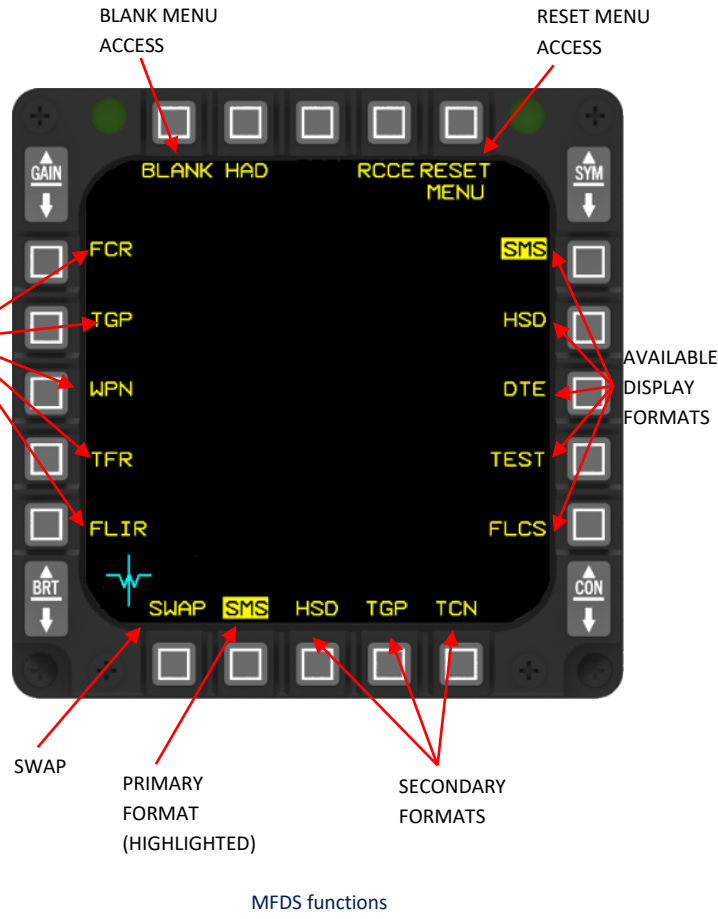 BLANK MENU
ACCESS
RESET MENU
ACCESS
BLANK HAD RCCE RESET
MENU
GAIN SYM
FCR SMS
TGP HSD
AVAILABLE
DISPLAY
FORMATS
WPN DTE
TFR TEST
FLIR FLCS
BRT CON
SWAP SMS HSD TGP TCN
SWAP
PRIMARY
FORMAT
(HIGHLIGHTED)
SECONDARY
FORMATS
MFDS functions